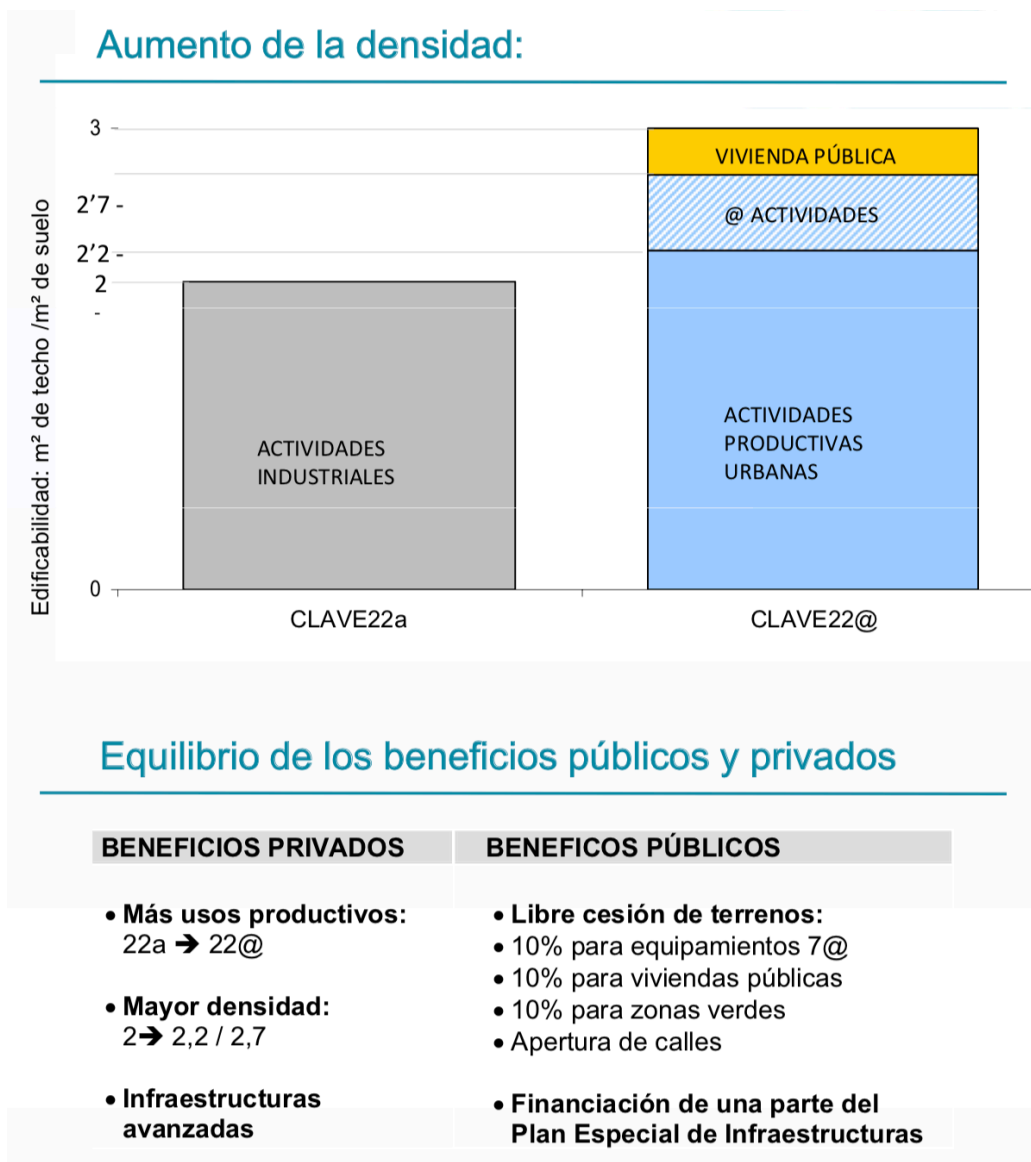 Aumento de la densidad:
Edificabilidad: m² de techo /m² de suelo
3 -
2’7 -
2’2 -
2
-
0
VIVIENDA PÚBLICA
@ ACTIVIDADES
ACTIVIDADES
PRODUCTIVAS
URBANAS
ACTIVIDADES
INDUSTRIALES
CLAVE22a
CLAVE22@
Equilibrio de los beneficios públicos y privados
BENEFICIOS PRIVADOS
• Más usos productivos:
22a ➔ 22@
• Mayor densidad:
2➔ 2,2 / 2,7
• Infraestructuras
avanzadas
BENEFICOS PÚBLICOS
• Libre cesión de terrenos:
• 10% para equipamientos 7@
• 10% para viviendas públicas
• 10% para zonas verdes
• Apertura de calles
• Financiación de una parte del
Plan Especial de Infraestructuras